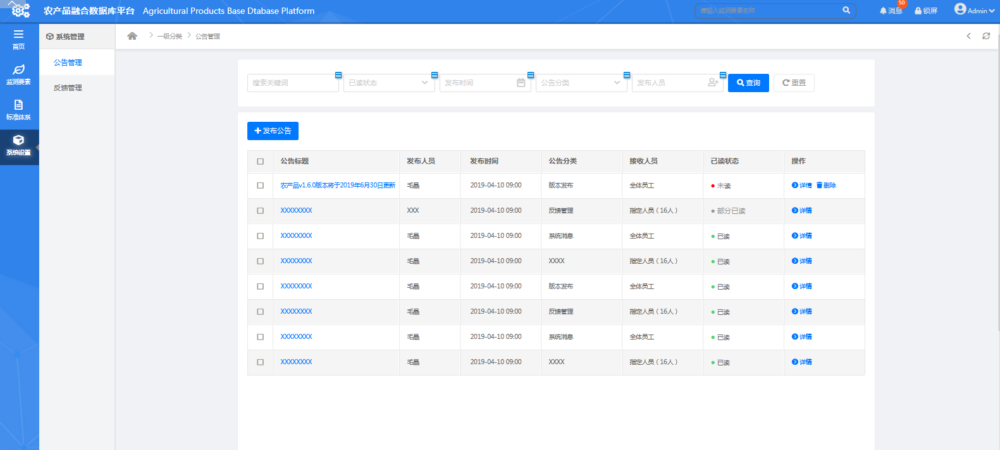 农产品融合数据库平台 Agricultural Products Base Dtabase Platform
请输入监测要素名称
50
消息
锁屏
Admin
首页
监测要素
标准体系
系统设置
系统管理
公告管理
反馈管理
一级分类
公告管理
搜索关键词
已读状态
发布时间
公告分类
发布人员
查询
重置
发布公告
公告标题 发布人员 发布时间 公告分类 接收人员 已读状态 操作
农产品v1.6.0版本将于2019年6月30日更新 毛晶 2019-04-10 09:00 版本发布 全体员工 未读 详情 删除
XXXXXXXX XXX 2019-04-10 09:00 反馈管理 指定人员（16人） 部分已读 详情
XXXXXXXX 毛晶 2019-04-10 09:00 系统消息 全体员工 已读 详情
XXXXXXXX 毛晶 2019-04-10 09:00 XXXX 指定人员（16人） 已读 详情
XXXXXXXX 毛晶 2019-04-10 09:00 版本发布 全体员工 已读 详情
XXXXXXXX 毛晶 2019-04-10 09:00 反馈管理 指定人员（16人） 已读 详情
XXXXXXXX 毛晶 2019-04-10 09:00 系统消息 全体员工 已读 详情
XXXXXXXX 毛晶 2019-04-10 09:00 XXXX 指定人员（16人） 已读 详情